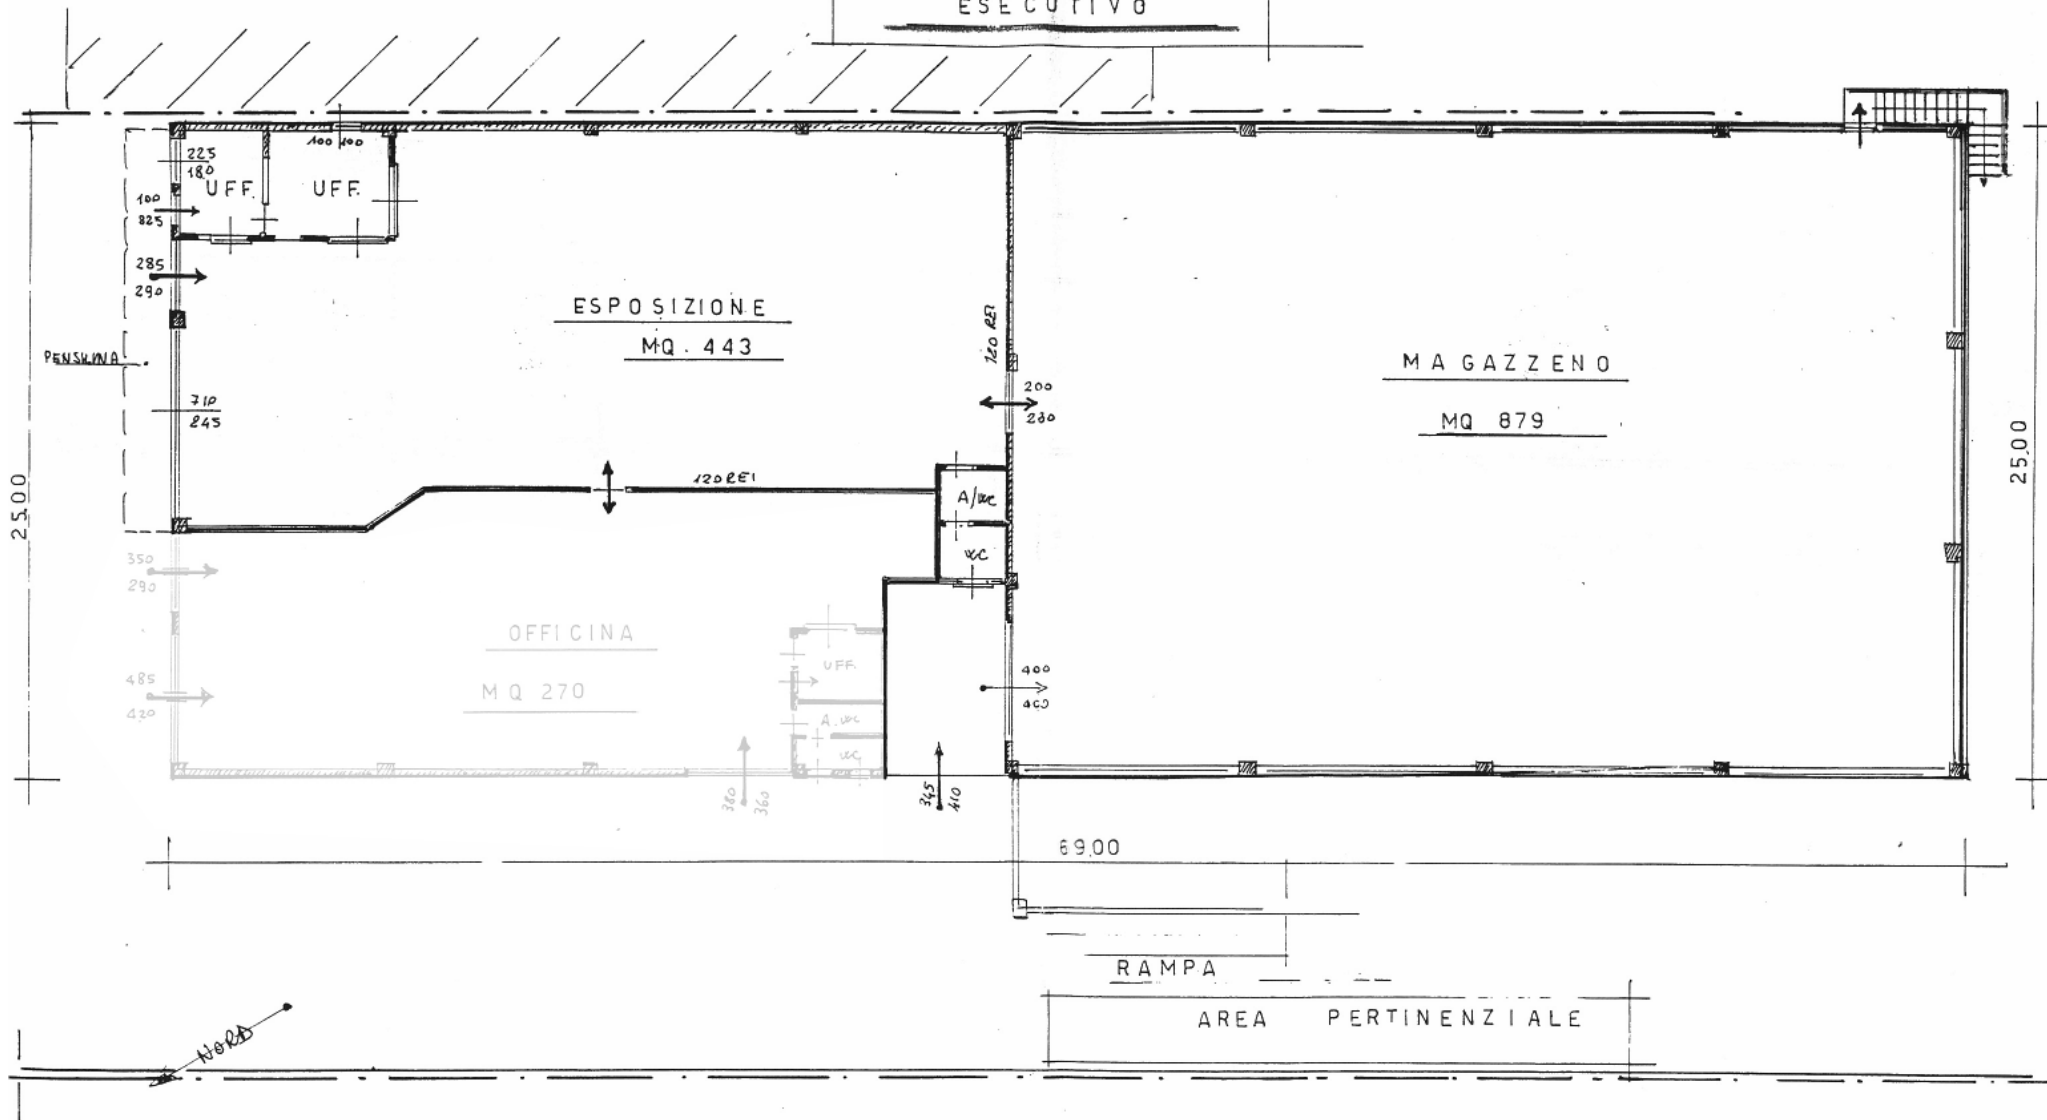 ESECUTIVO
100 100
225
180
UFF.
UFF.
100
825
285
290
ESPOSIZIONE
MQ. 443
120 REI
MAGAZZENO
MQ 879
PENSILINA
200
230
710
245
25.00
25,00
120 REI
A/WC
WC
350
290
OFFICINA
MQ 270
UFF.
485
420
A. WC
WC
400
400
380
360
345
410
69,00
RAMPA
AREA PERTINENZIALE
NORD